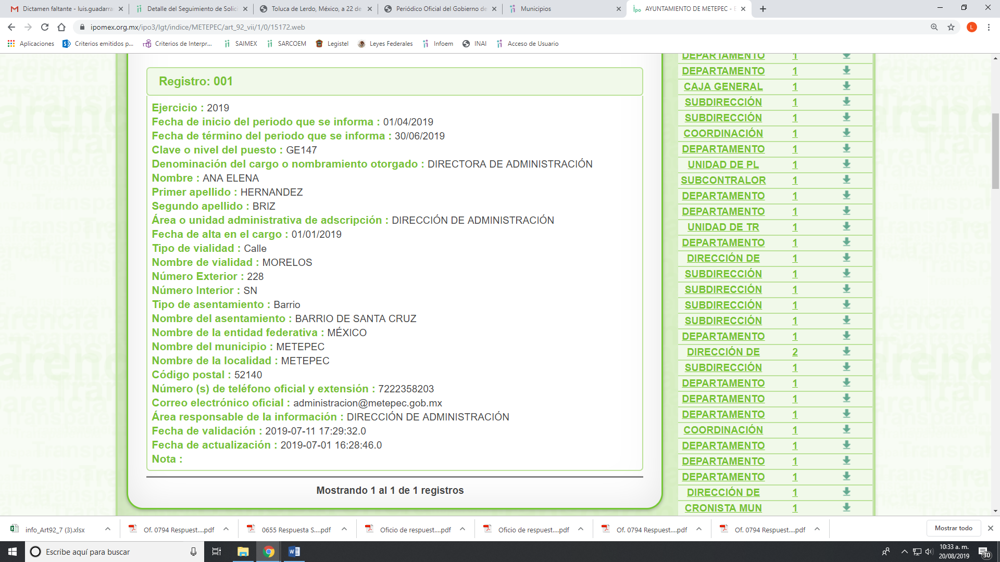 Dictamen faltante - luis.guadarra
Detalle del Seguimiento de Solici
Toluca de Lerdo, México, a 22 de
Periódico Oficial del Gobierno de
Municipios
ipo AYUNTAMIENTO DE METEPEC - E
ipomex.org.mx/ipo3/lgt/indice/METEPEC/art_92_vii/1/0/15172.web
L
Aplicaciones
Criterios emitidos p...
Criterios de Interpr...
SAIMEX
SARCOEM
Legistel
Leyes Federales
Infoem
INAI
Acceso de Usuario
Registro: 001
Ejercicio : 2019
Fecha de inicio del periodo que se informa : 01/04/2019
Fecha de término del periodo que se informa : 30/06/2019
Clave o nivel del puesto : GE147
Denominación del cargo o nombramiento otorgado : DIRECTORA DE ADMINISTRACIÓN
Nombre : ANA ELENA
Primer apellido : HERNANDEZ
Segundo apellido : BRIZ
Área o unidad administrativa de adscripción : DIRECCIÓN DE ADMINISTRACIÓN
Fecha de alta en el cargo : 01/01/2019
Tipo de vialidad : Calle
Nombre de vialidad : MORELOS
Número Exterior : 228
Número Interior : SN
Tipo de asentamiento : Barrio
Nombre del asentamiento : BARRIO DE SANTA CRUZ
Nombre de la entidad federativa : MÉXICO
Nombre del municipio : METEPEC
Nombre de la localidad : METEPEC
Código postal : 52140
Número (s) de teléfono oficial y extensión : 7222358203
Correo electrónico oficial : administracion@metepec.gob.mx
Área responsable de la información : DIRECCIÓN DE ADMINISTRACIÓN
Fecha de validación : 2019-07-11 17:29:32.0
Fecha de actualización : 2019-07-01 16:28:46.0
Nota :
Mostrando 1 al 1 de 1 registros
DEPARTAMENTO 1
DEPARTAMENTO 1
CAJA GENERAL 1
SUBDIRECCIÓN 1
SUBDIRECCIÓN 1
COORDINACIÓN 1
DEPARTAMENTO 1
UNIDAD DE PL 1
SUBCONTRALOR 1
DEPARTAMENTO 1
DEPARTAMENTO 1
UNIDAD DE TR 1
DEPARTAMENTO 1
DIRECCIÓN DE 1
SUBDIRECCIÓN 1
SUBDIRECCIÓN 1
SUBDIRECCIÓN 1
SUBDIRECCIÓN 1
DEPARTAMENTO 1
DIRECCIÓN DE 2
SUBDIRECCIÓN 1
DEPARTAMENTO 1
DEPARTAMENTO 1
DEPARTAMENTO 1
COORDINACIÓN 1
DEPARTAMENTO 1
DEPARTAMENTO 1
DEPARTAMENTO 1
DIRECCIÓN DE 1
CRONISTA MUN 1
info_Art92_7 (3).xlsx
Of. 0794 Respuest....pdf
0655 Respuesta S....pdf
Oficio de respuest....pdf
Oficio de respuest....pdf
Of. 0794 Respuest....pdf
Of. 0794 Respuest....pdf
Mostrar todo
Escribe aquí para buscar
10:33 a. m.
20/08/2019
30